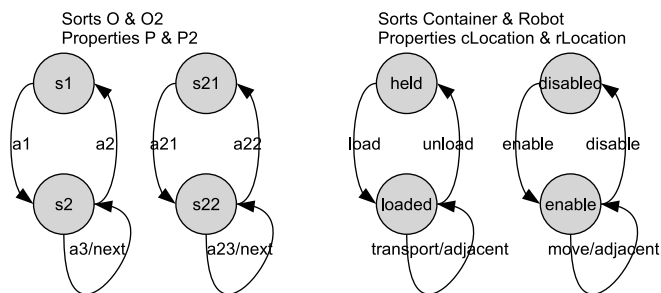 Sorts O & O2
Properties P & P2
Sorts Container & Robot
Properties cLocation & rLocation
s1
s21
held
disabled
a1
a2
a21
a22
load
unload
enable
disable
s2
s22
loaded
enable
a3/next
a23/next
transport/adjacent
move/adjacent